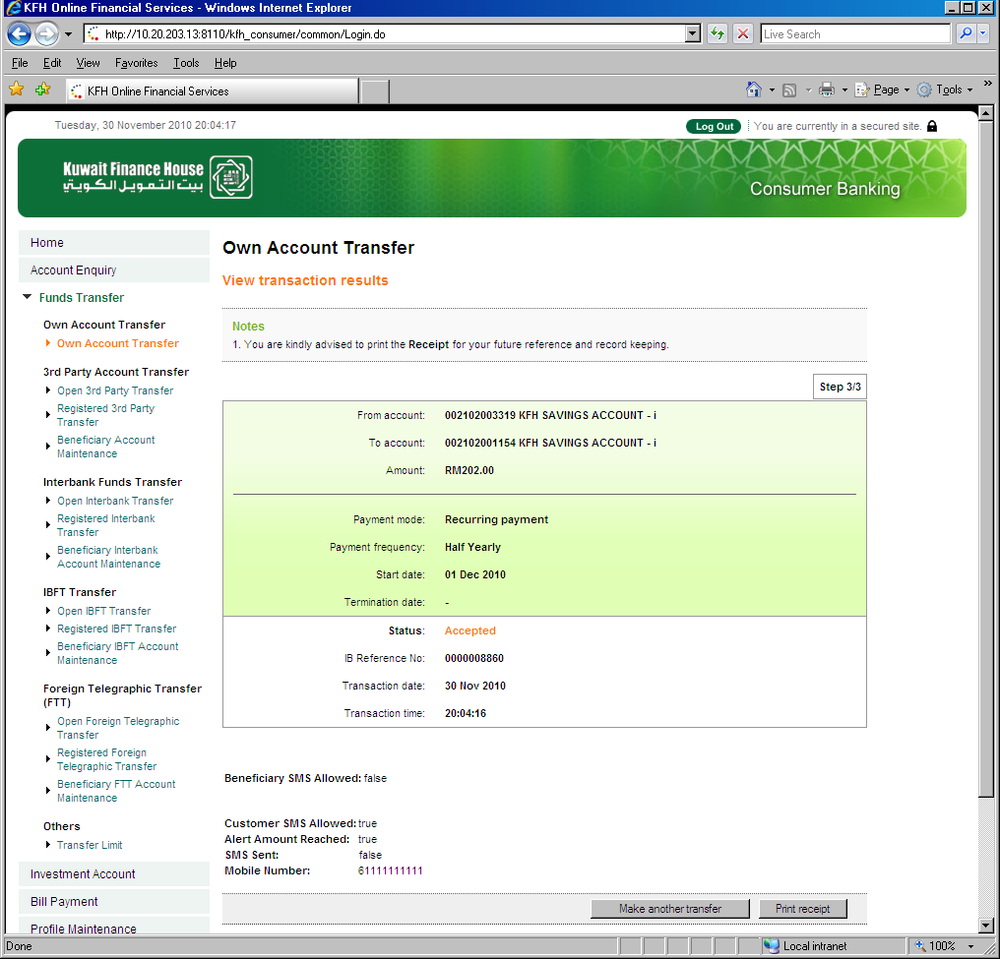 KFH Online Financial Services - Windows Internet Explorer
http://10.20.203.13:8110/kfh_consumer/common/Login.do
Live Search
File Edit View Favorites Tools Help
KFH Online Financial Services
Page Tools »
Tuesday, 30 November 2010 20:04:17
Log Out
You are currently in a secured site.
Kuwait Finance House
بيت التمويل الكويتي
Consumer Banking
Home
Account Enquiry
Funds Transfer
Own Account Transfer
Own Account Transfer
3rd Party Account Transfer
Open 3rd Party Transfer
Registered 3rd Party
Transfer
Beneficiary Account
Maintenance
Interbank Funds Transfer
Open Interbank Transfer
Registered Interbank
Transfer
Beneficiary Interbank
Account Maintenance
IBFT Transfer
Open IBFT Transfer
Registered IBFT Transfer
Beneficiary IBFT Account
Maintenance
Foreign Telegraphic Transfer
(FTT)
Open Foreign Telegraphic
Transfer
Registered Foreign
Telegraphic Transfer
Beneficiary FTT Account
Maintenance
Others
Transfer Limit
Investment Account
Bill Payment
Profile Maintenance
Own Account Transfer
View transaction results
Notes
1. You are kindly advised to print the Receipt for your future reference and record keeping.
Step 3/3
From account: 002102003319 KFH SAVINGS ACCOUNT - i
To account: 002102001154 KFH SAVINGS ACCOUNT - i
Amount: RM202.00
Payment mode: Recurring payment
Payment frequency: Half Yearly
Start date: 01 Dec 2010
Termination date: -
Status: Accepted
IB Reference No: 0000008860
Transaction date: 30 Nov 2010
Transaction time: 20:04:16
Beneficiary SMS Allowed: false
Customer SMS Allowed: true
Alert Amount Reached: true
SMS Sent: false
Mobile Number: 61111111111
Make another transfer
Print receipt
Done
Local intranet
100%